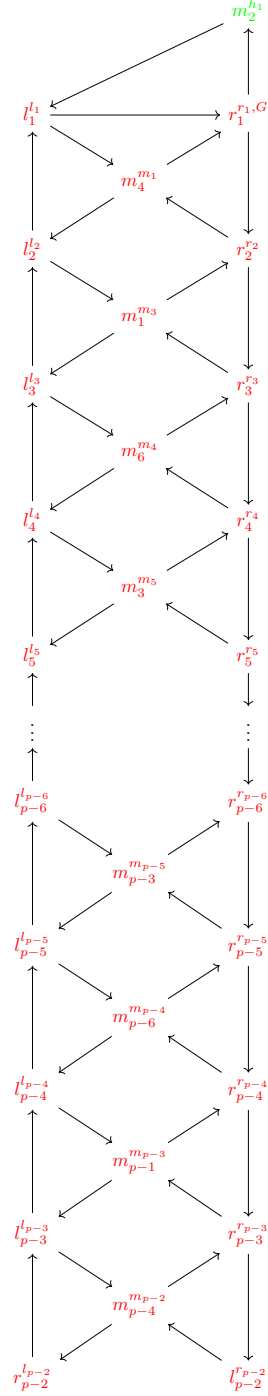 m_2^{h_1}
l_1^{l_1} r_1^{r_1,G}
m_4^{m_1}
l_2^{l_2} r_2^{r_2}
m_1^{m_3}
l_3^{l_3} r_3^{r_3}
m_6^{m_4}
l_4^{l_4} r_4^{r_4}
m_3^{m_5}
l_5^{l_5} r_5^{r_5}
⋮ ⋮
l_{p-6}^{l_{p-6}} r_{p-6}^{r_{p-6}}
m_{p-3}^{m_{p-5}}
l_{p-5}^{l_{p-5}} r_{p-5}^{r_{p-5}}
m_{p-6}^{m_{p-4}}
l_{p-4}^{l_{p-4}} r_{p-4}^{r_{p-4}}
m_{p-1}^{m_{p-3}}
l_{p-3}^{l_{p-3}} r_{p-3}^{r_{p-3}}
m_{p-4}^{m_{p-2}}
r_{p-2}^{l_{p-2}} l_{p-2}^{r_{p-2}}